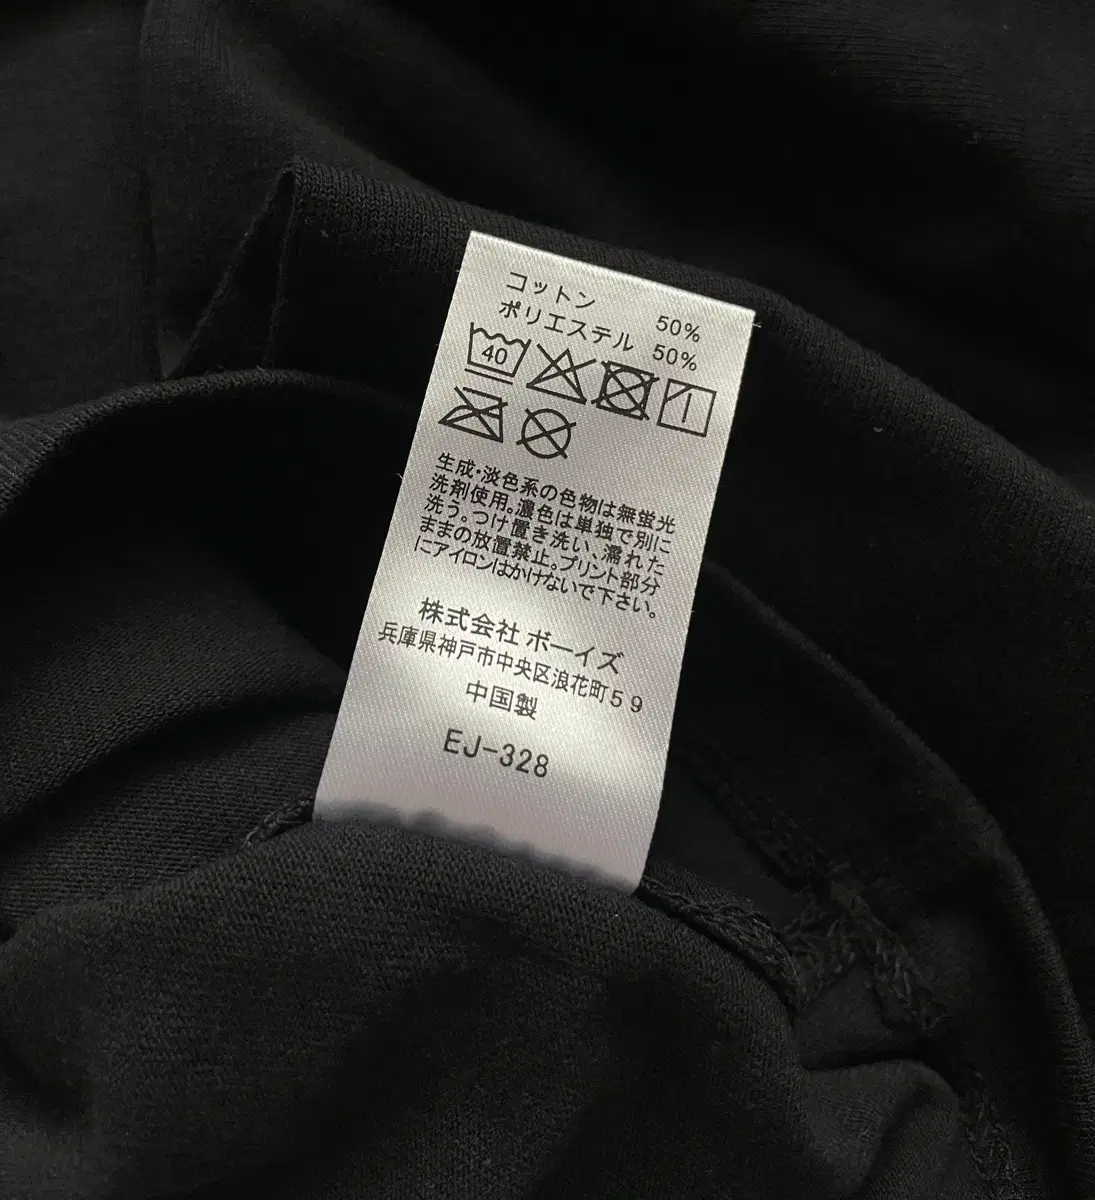 コットン 50%
ポリエステル 50%
40
生成・淡色系の色物は無蛍光
洗剤使用。濃色は単独で別に
洗う。つけ置き洗い、濡れた
ままの放置禁止。プリント部分
にアイロンはかけないで下さい。
株式会社 ボーイズ
兵庫県神戸市中央区浪花町59
中国製
EJ-328